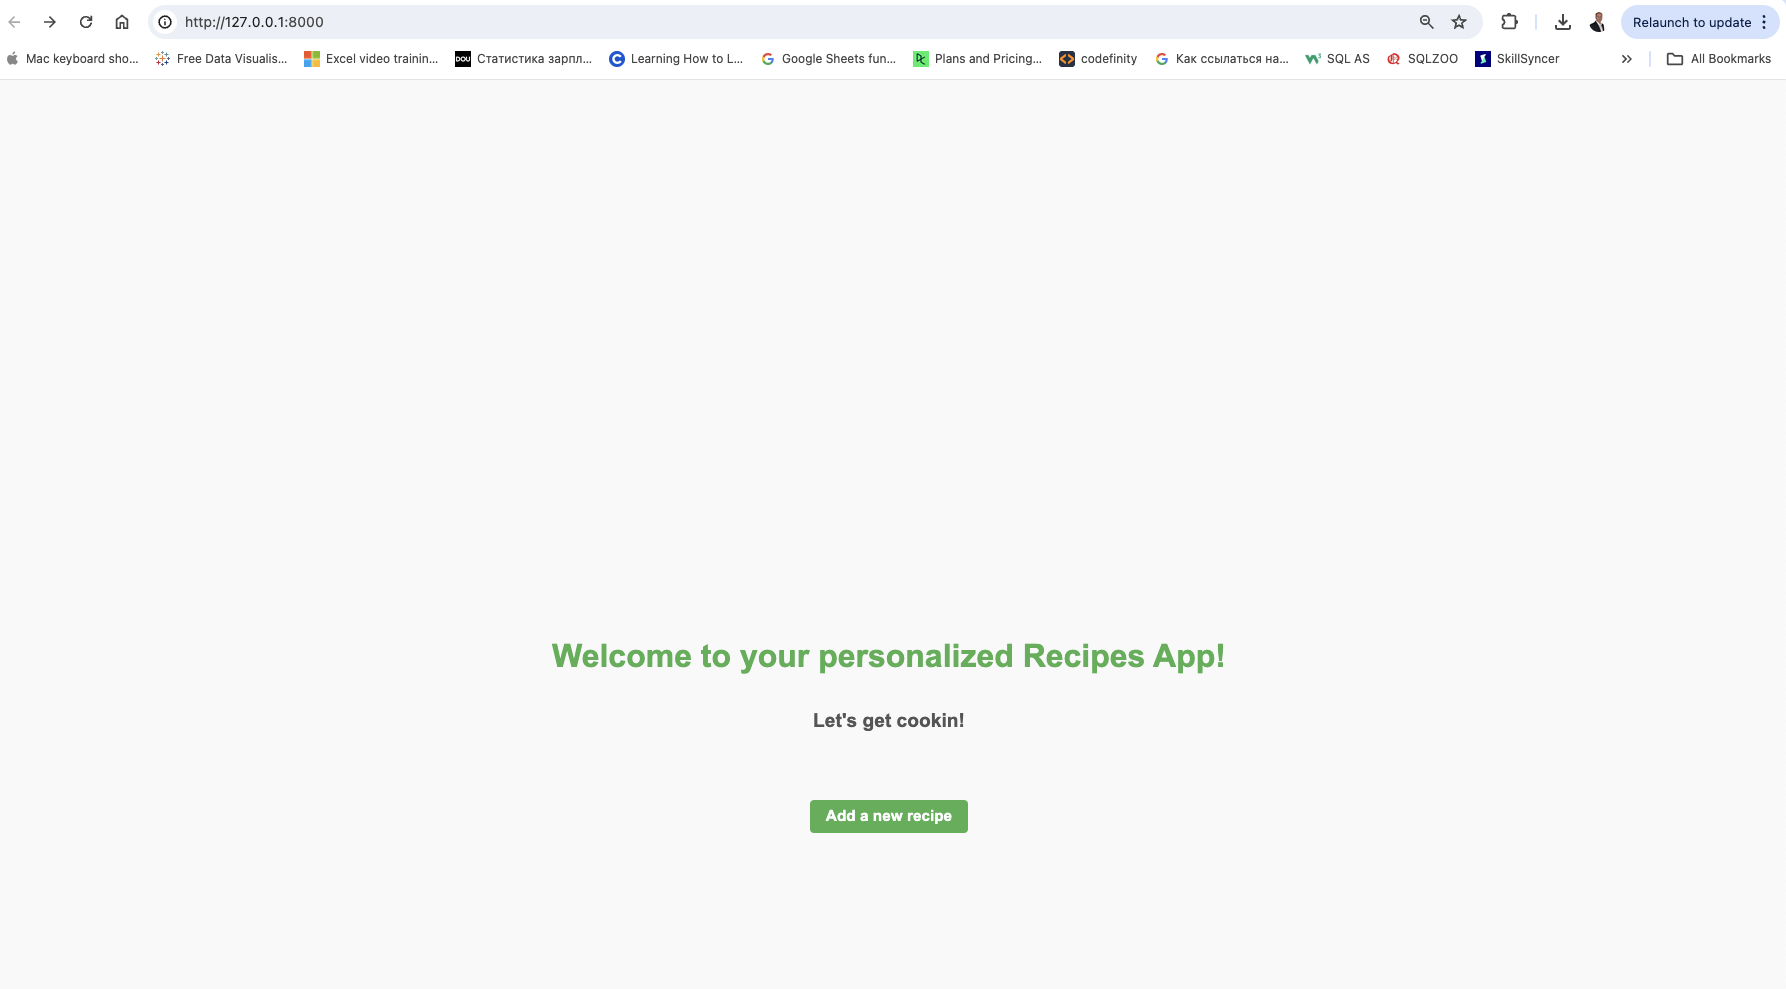 http://127.0.0.1:8000
Relaunch to update
Mac keyboard sho... Free Data Visualis... Excel video trainin... DOU Статистика зарпл... Learning How to L... Google Sheets fun... Plans and Pricing... codefinity Как ссылаться на... SQL AS SQLZOO SkillSyncer All Bookmarks
Welcome to your personalized Recipes App!
Let's get cookin!
Add a new recipe